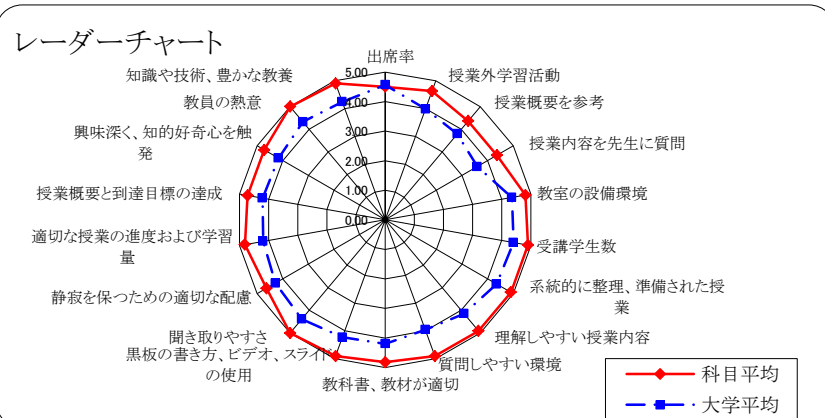 レーダーチャート
出席率
授業外学習活動
授業概要を参考
授業内容を先生に質問
教室の設備環境
受講学生数
系統的に整理、準備された授
業
理解しやすい授業内容
質問しやすい環境
教科書、教材が適切
黒板の書き方、ビデオ、スライド
の使用
聞き取りやすさ
静寂を保つための適切な配慮
適切な授業の進度および学習
量
授業概要と到達目標の達成
興味深く、知的好奇心を触
発
教員の熱意
知識や技術、豊かな教養
5.00
4.00
3.00
2.00
1.00
0.00
科目平均
大学平均